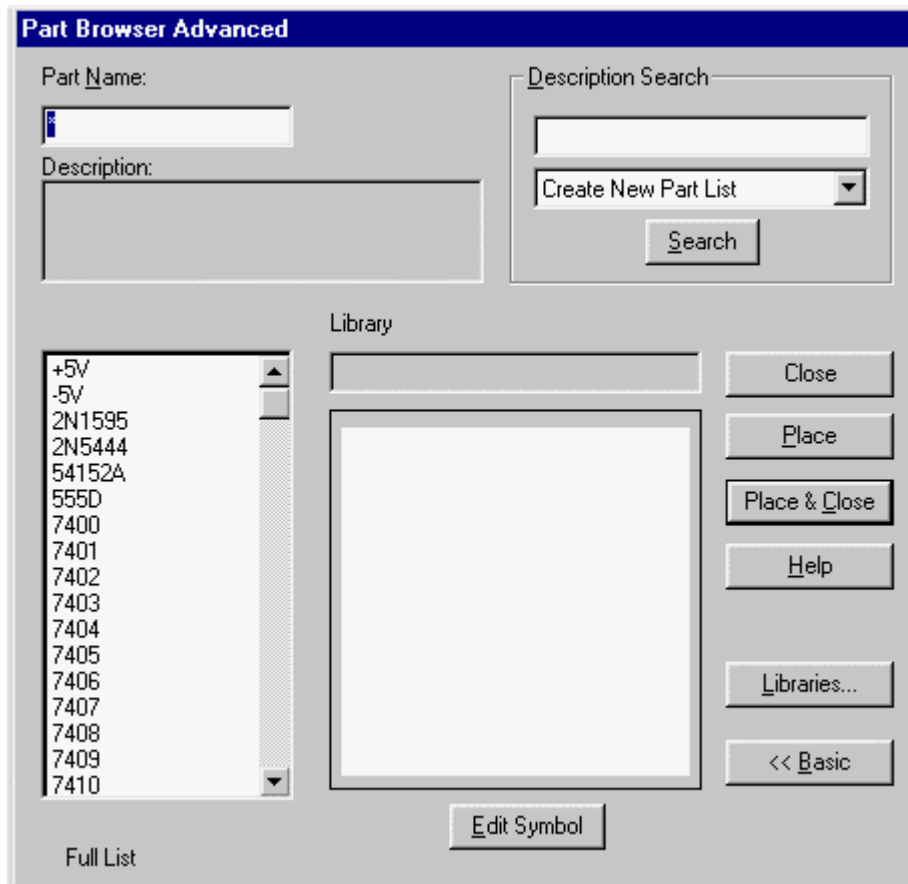 Part Browser Advanced
Part Name:
*
Description:
Description Search
Create New Part List
Search
Library
+5V
-5V
2N1595
2N5444
54152A
555D
7400
7401
7402
7403
7404
7405
7406
7407
7408
7409
7410
Full List
Edit Symbol
Close
Place
Place & Close
Help
Libraries...
<< Basic